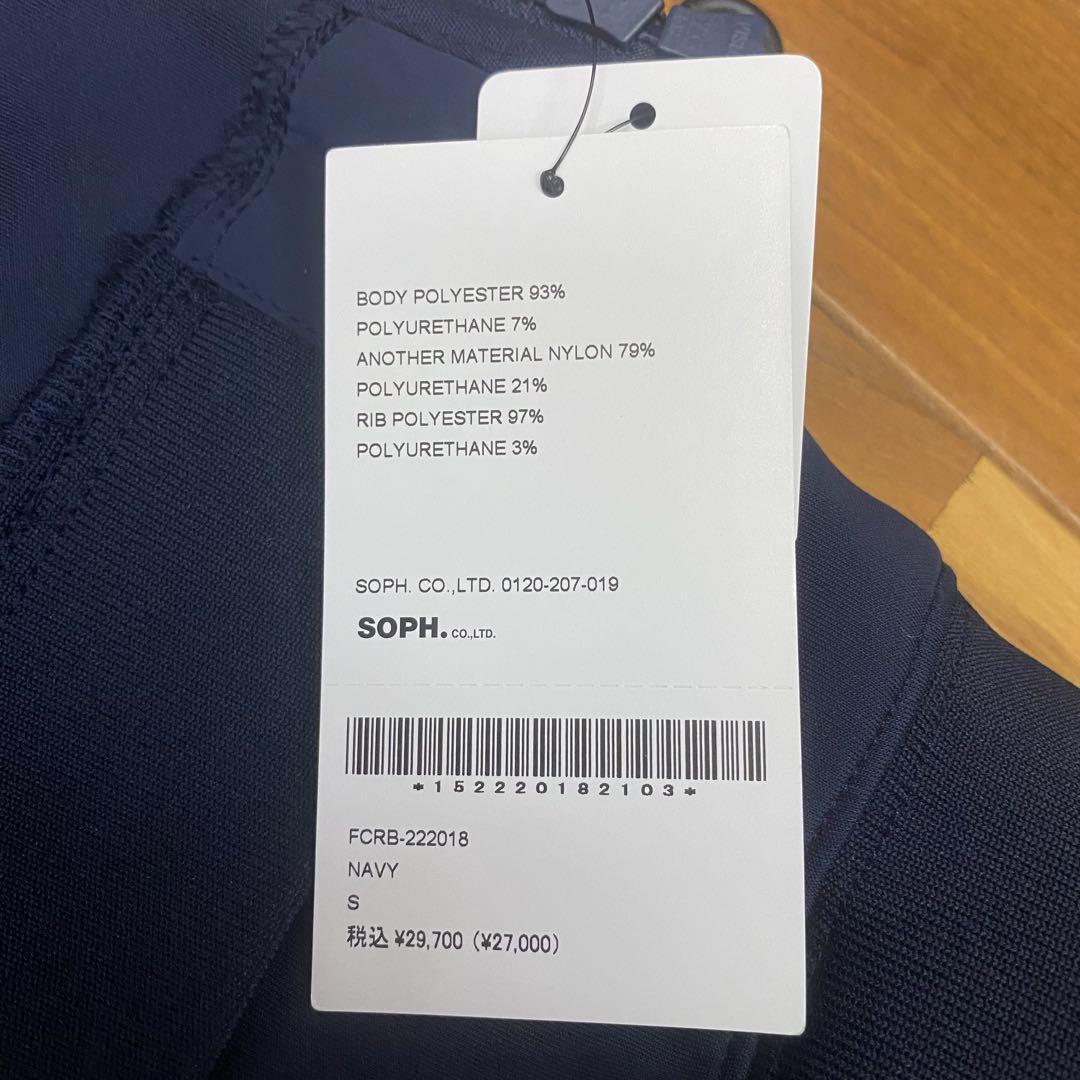 BODY POLYESTER 93%
POLYURETHANE 7%
ANOTHER MATERIAL NYLON 79%
POLYURETHANE 21%
RIB POLYESTER 97%
POLYURETHANE 3%
SOPH. CO.,LTD. 0120-207-019
SOPH. CO.,LTD.
*152220182103*
FCRB-222018
NAVY
S
税込 ¥29,700 (¥27,000)